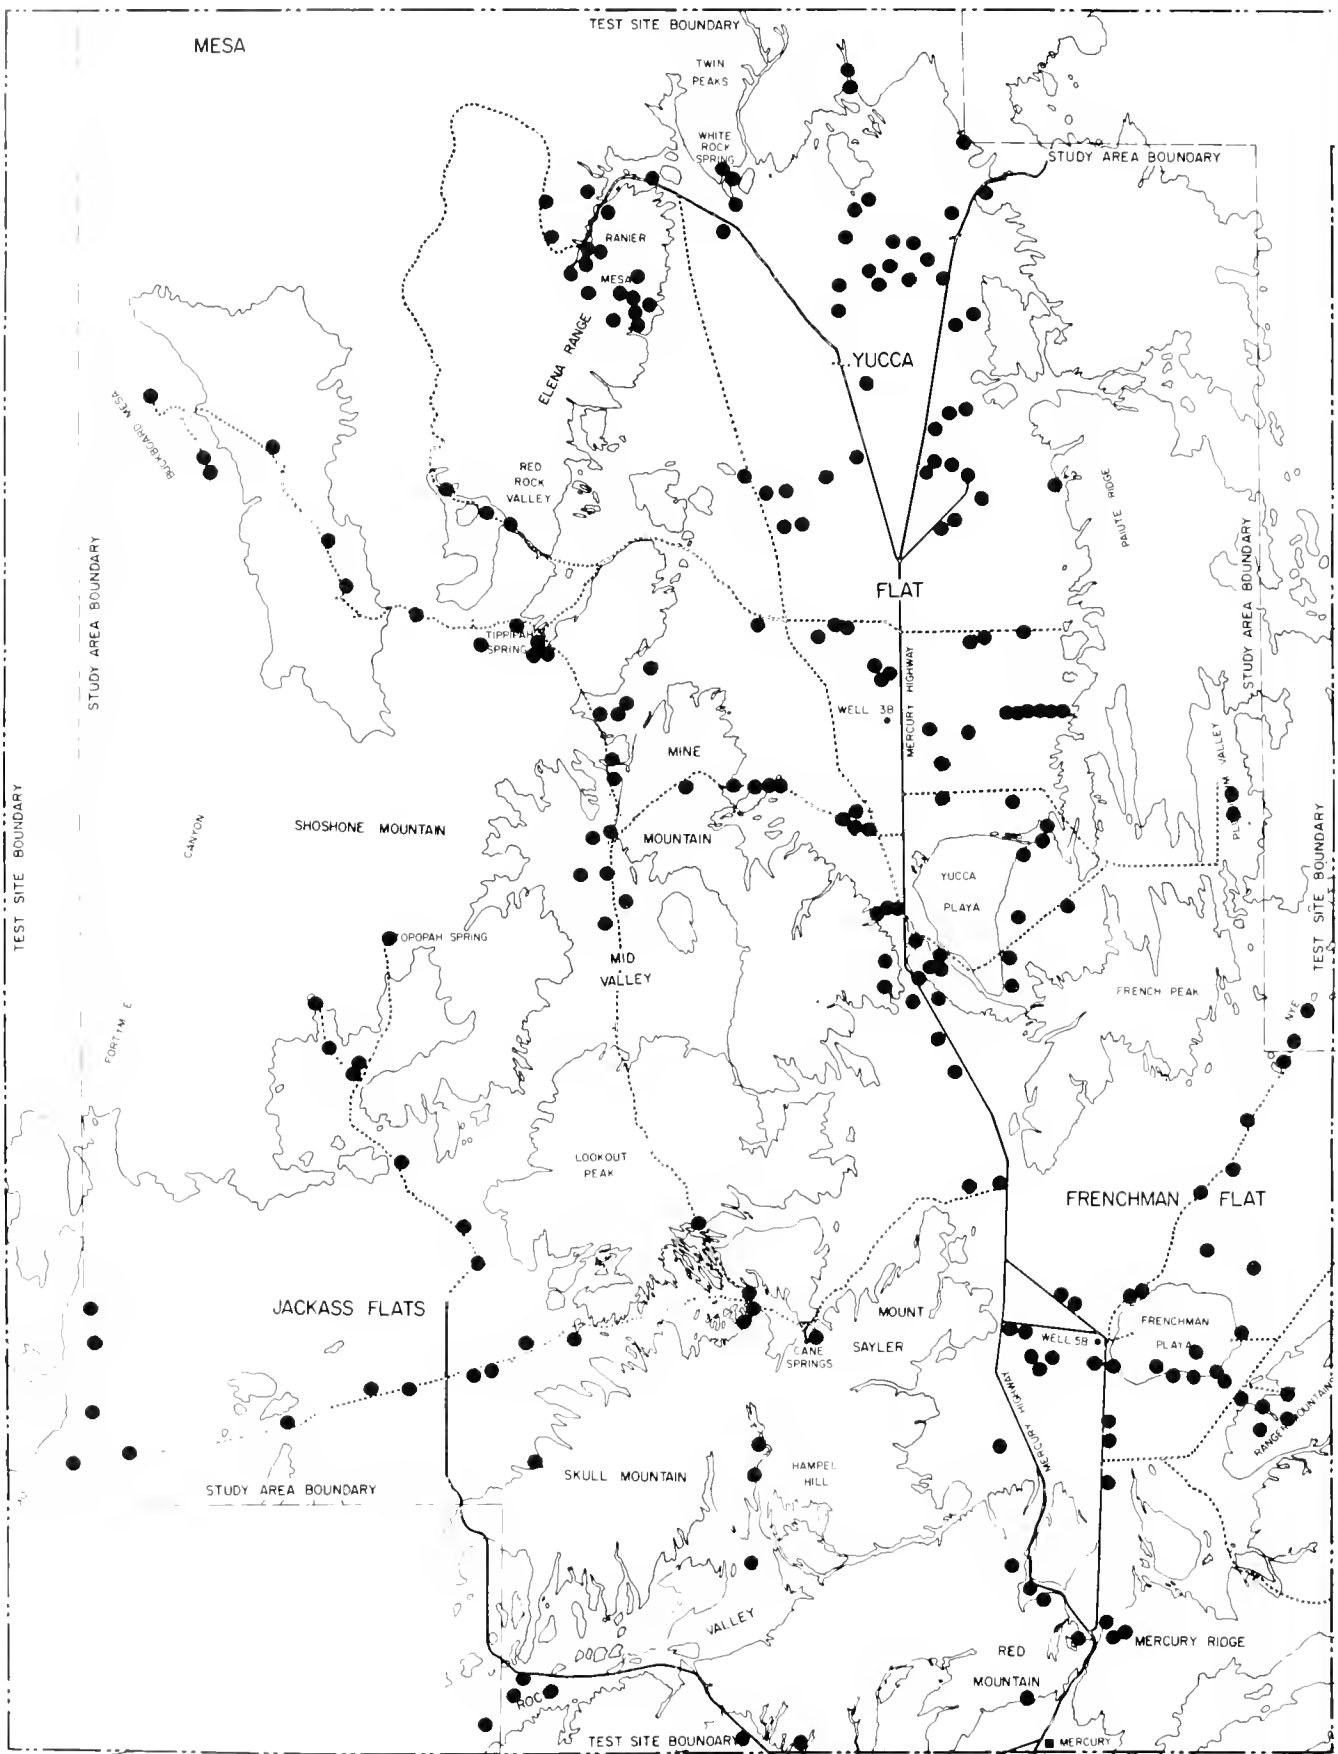 TEST SITE BOUNDARY
MESA
TWIN
PEAKS
WHITE
ROCK
SPRING
STUDY AREA BOUNDARY
RANIER
MESA
ELENA RANGE
YUCCA
BUCKBOARD MESA
RED
ROCK
VALLEY
PAIUTE RIDGE
STUDY AREA BOUNDARY
STUDY AREA BOUNDARY
FLAT
TIPPIPAH
SPRING
MERCURY HIGHWAY
WELL 3B
MINE
VALLEY
TEST SITE BOUNDARY
SHOSHONE MOUNTAIN
MOUNTAIN
CANYON
TEST SITE BOUNDARY
YUCCA
PLAYA
TOPOPAH SPRING
MID
VALLEY
FRENCH PEAK
NYE
LOOKOUT
PEAK
FRENCHMAN FLAT
JACKASS FLATS
MOUNT
SAYLER
FRENCHMAN
PLAYA
WELL 5B
CANE
SPRINGS
MERCURY HIGHWAY
RANGER MOUNTAINS
SKULL MOUNTAIN
HAMPEL
HILL
STUDY AREA BOUNDARY
VALLEY
RED
MOUNTAIN
MERCURY RIDGE
ROC
TEST SITE BOUNDARY
MERCURY